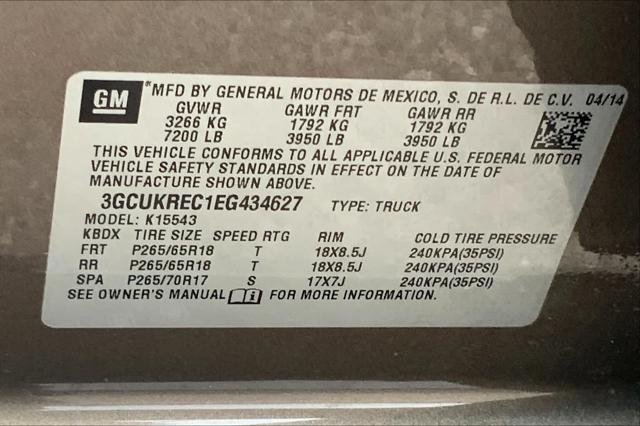 GM *MFD BY GENERAL MOTORS DE MEXICO, S. DE R.L. DE C.V. 04/14
GVWR GAWR FRT GAWR RR
3266 KG 1792 KG 1792 KG
7200 LB 3950 LB 3950 LB
THIS VEHICLE CONFORMS TO ALL APPLICABLE U.S. FEDERAL MOTOR
VEHICLE SAFETY STANDARDS IN EFFECT ON THE DATE OF
MANUFACTURE SHOWN ABOVE.
3GCUKREC1EG434627 TYPE: TRUCK
MODEL: K15543
KBDX TIRE SIZE SPEED RTG RIM COLD TIRE PRESSURE
FRT P265/65R18 T 18X8.5J 240KPA(35PSI)
RR P265/65R18 T 18X8.5J 240KPA(35PSI)
SPA P265/70R17 S 17X7J 240KPA(35PSI)
SEE OWNER'S MANUAL FOR MORE INFORMATION.